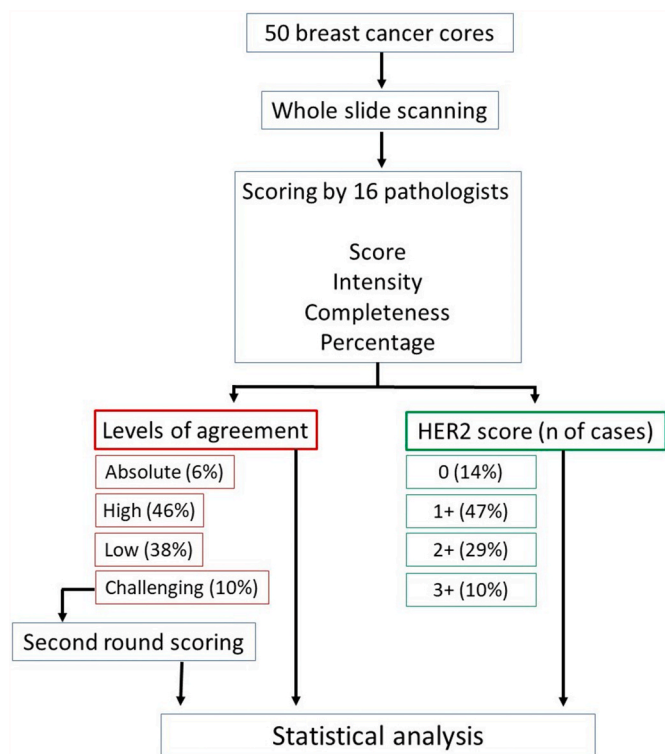 50 breast cancer cores
Whole slide scanning
Scoring by 16 pathologists
Score
Intensity
Completeness
Percentage
Levels of agreement
Absolute (6%)
High (46%)
Low (38%)
Challenging (10%)
Second round scoring
HER2 score (n of cases)
0 (14%)
1+ (47%)
2+ (29%)
3+ (10%)
Statistical analysis